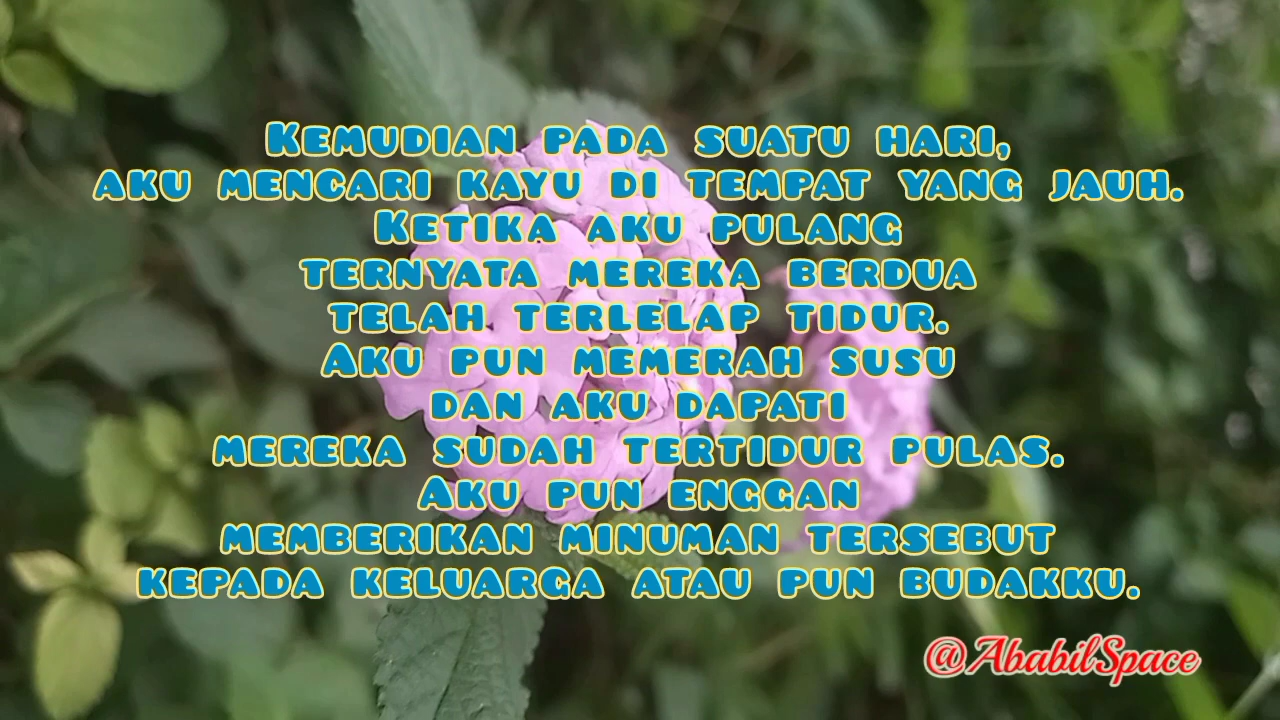 Kemudian pada suatu hari,
aku mencari kayu di tempat yang jauh.
Ketika aku pulang
ternyata mereka berdua
telah terlelap tidur.
Aku pun memerah susu
dan aku dapati
mereka sudah tertidur pulas.
Aku pun enggan
memberikan minuman tersebut
kepada keluarga atau pun budakku.
@AbabilSpace